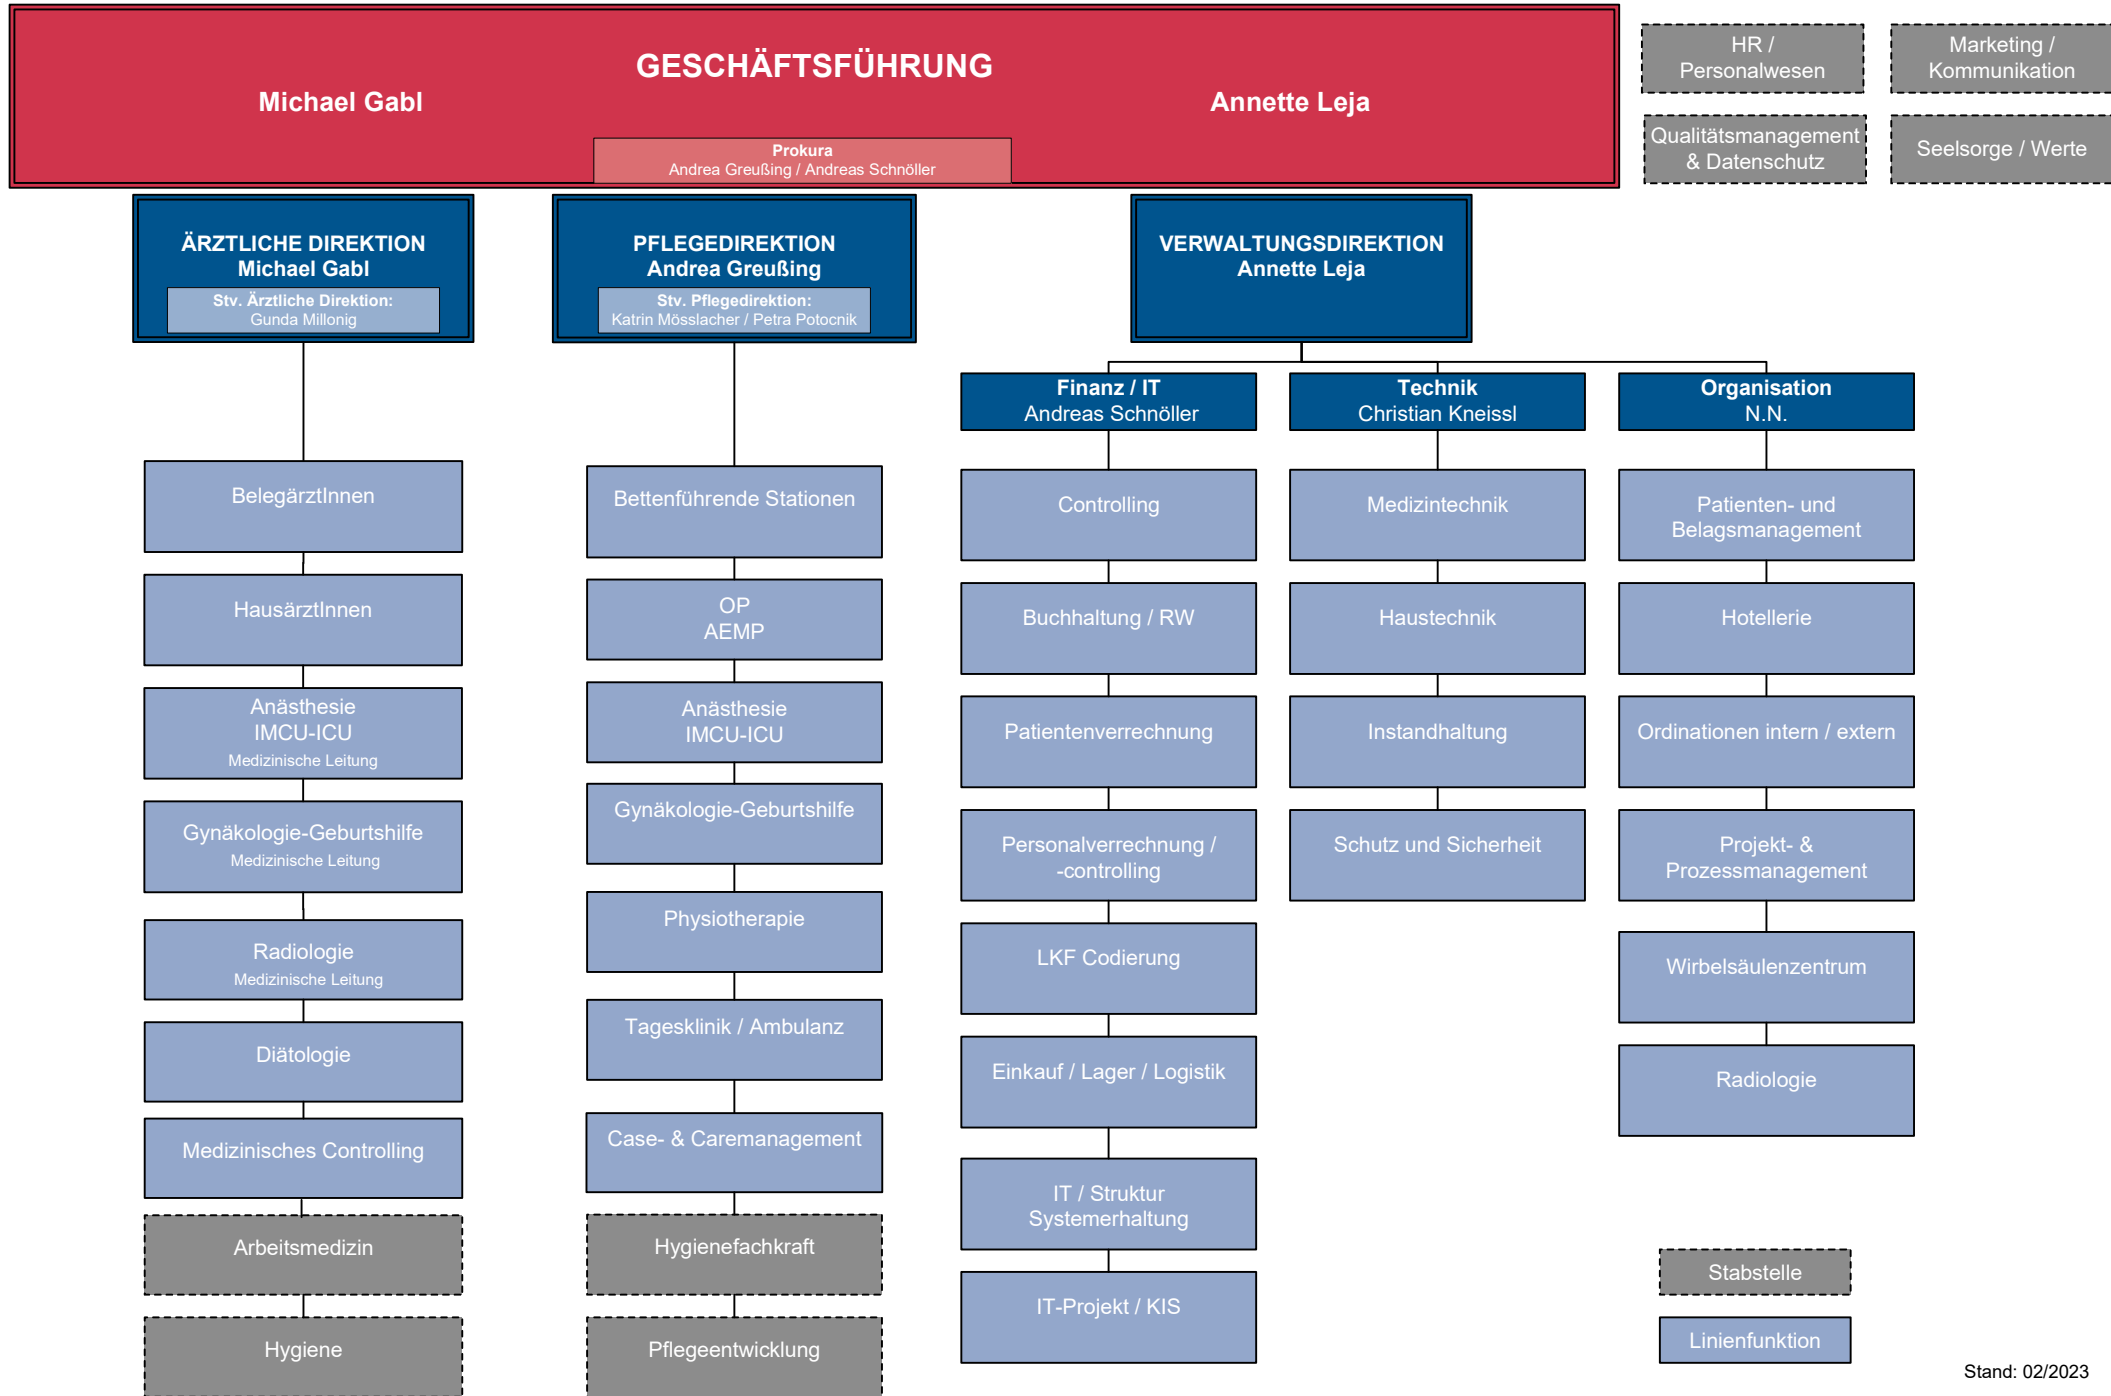 GESCHÄFTSFÜHRUNG
Michael Gabl
Annette Leja
Prokura
Andrea Greußing / Andreas Schnöller
HR /
Personalwesen
Marketing /
Kommunikation
Qualitätsmanagement
& Datenschutz
Seelsorge / Werte
ÄRZTLICHE DIREKTION
Michael Gabl
Stv. Ärztliche Direktion:
Gunda Millonig
BelegärztInnen
HausärztInnen
Anästhesie
IMCU-ICU
Medizinische Leitung
Gynäkologie-Geburtshilfe
Medizinische Leitung
Radiologie
Medizinische Leitung
Diätologie
Medizinisches Controlling
Arbeitsmedizin
Hygiene
PFLEGEDIREKTION
Andrea Greußing
Stv. Pflegedirektion:
Katrin Mösslacher / Petra Potocnik
Bettenführende Stationen
OP
AEMP
Anästhesie
IMCU-ICU
Gynäkologie-Geburtshilfe
Physiotherapie
Tagesklinik / Ambulanz
Case- & Caremanagement
Hygienefachkraft
Pflegeentwicklung
VERWALTUNGSDIREKTION
Annette Leja
Finanz / IT
Andreas Schnöller
Controlling
Buchhaltung / RW
Patientenverrechnung
Personalverrechnung /
-controlling
LKF Codierung
Einkauf / Lager / Logistik
IT / Struktur
Systemerhaltung
IT-Projekt / KIS
Technik
Christian Kneissl
Medizintechnik
Haustechnik
Instandhaltung
Schutz und Sicherheit
Organisation
N.N.
Patienten- und
Belagsmanagement
Hotellerie
Ordinationen intern / extern
Projekt- &
Prozessmanagement
Wirbelsäulenzentrum
Radiologie
Stabstelle
Linienfunktion
Stand: 02/2023